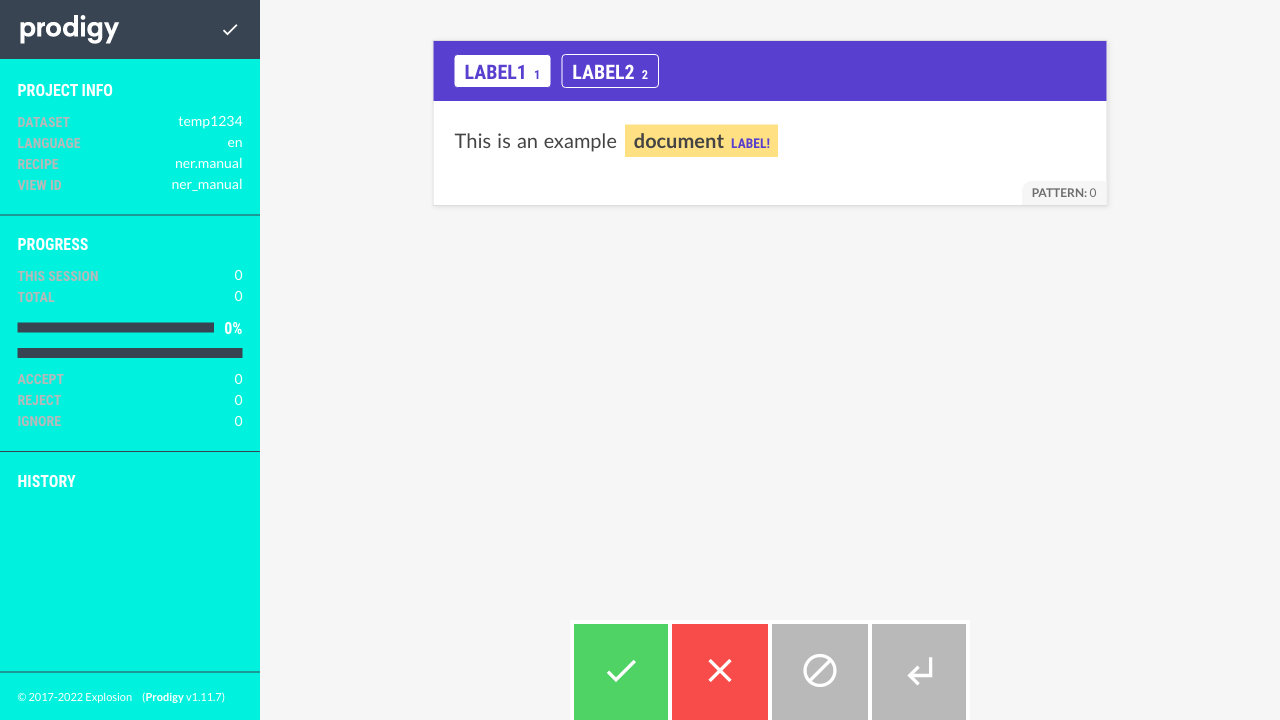 prodigy
PROJECT INFO
DATASET temp1234
LANGUAGE en
RECIPE ner.manual
VIEW ID ner_manual
PROGRESS
THIS SESSION 0
TOTAL 0
0%
ACCEPT 0
REJECT 0
IGNORE 0
HISTORY
© 2017-2022 Explosion (Prodigy v1.11.7)
LABEL1 1 LABEL2 2
This is an example document LABEL!
PATTERN: 0